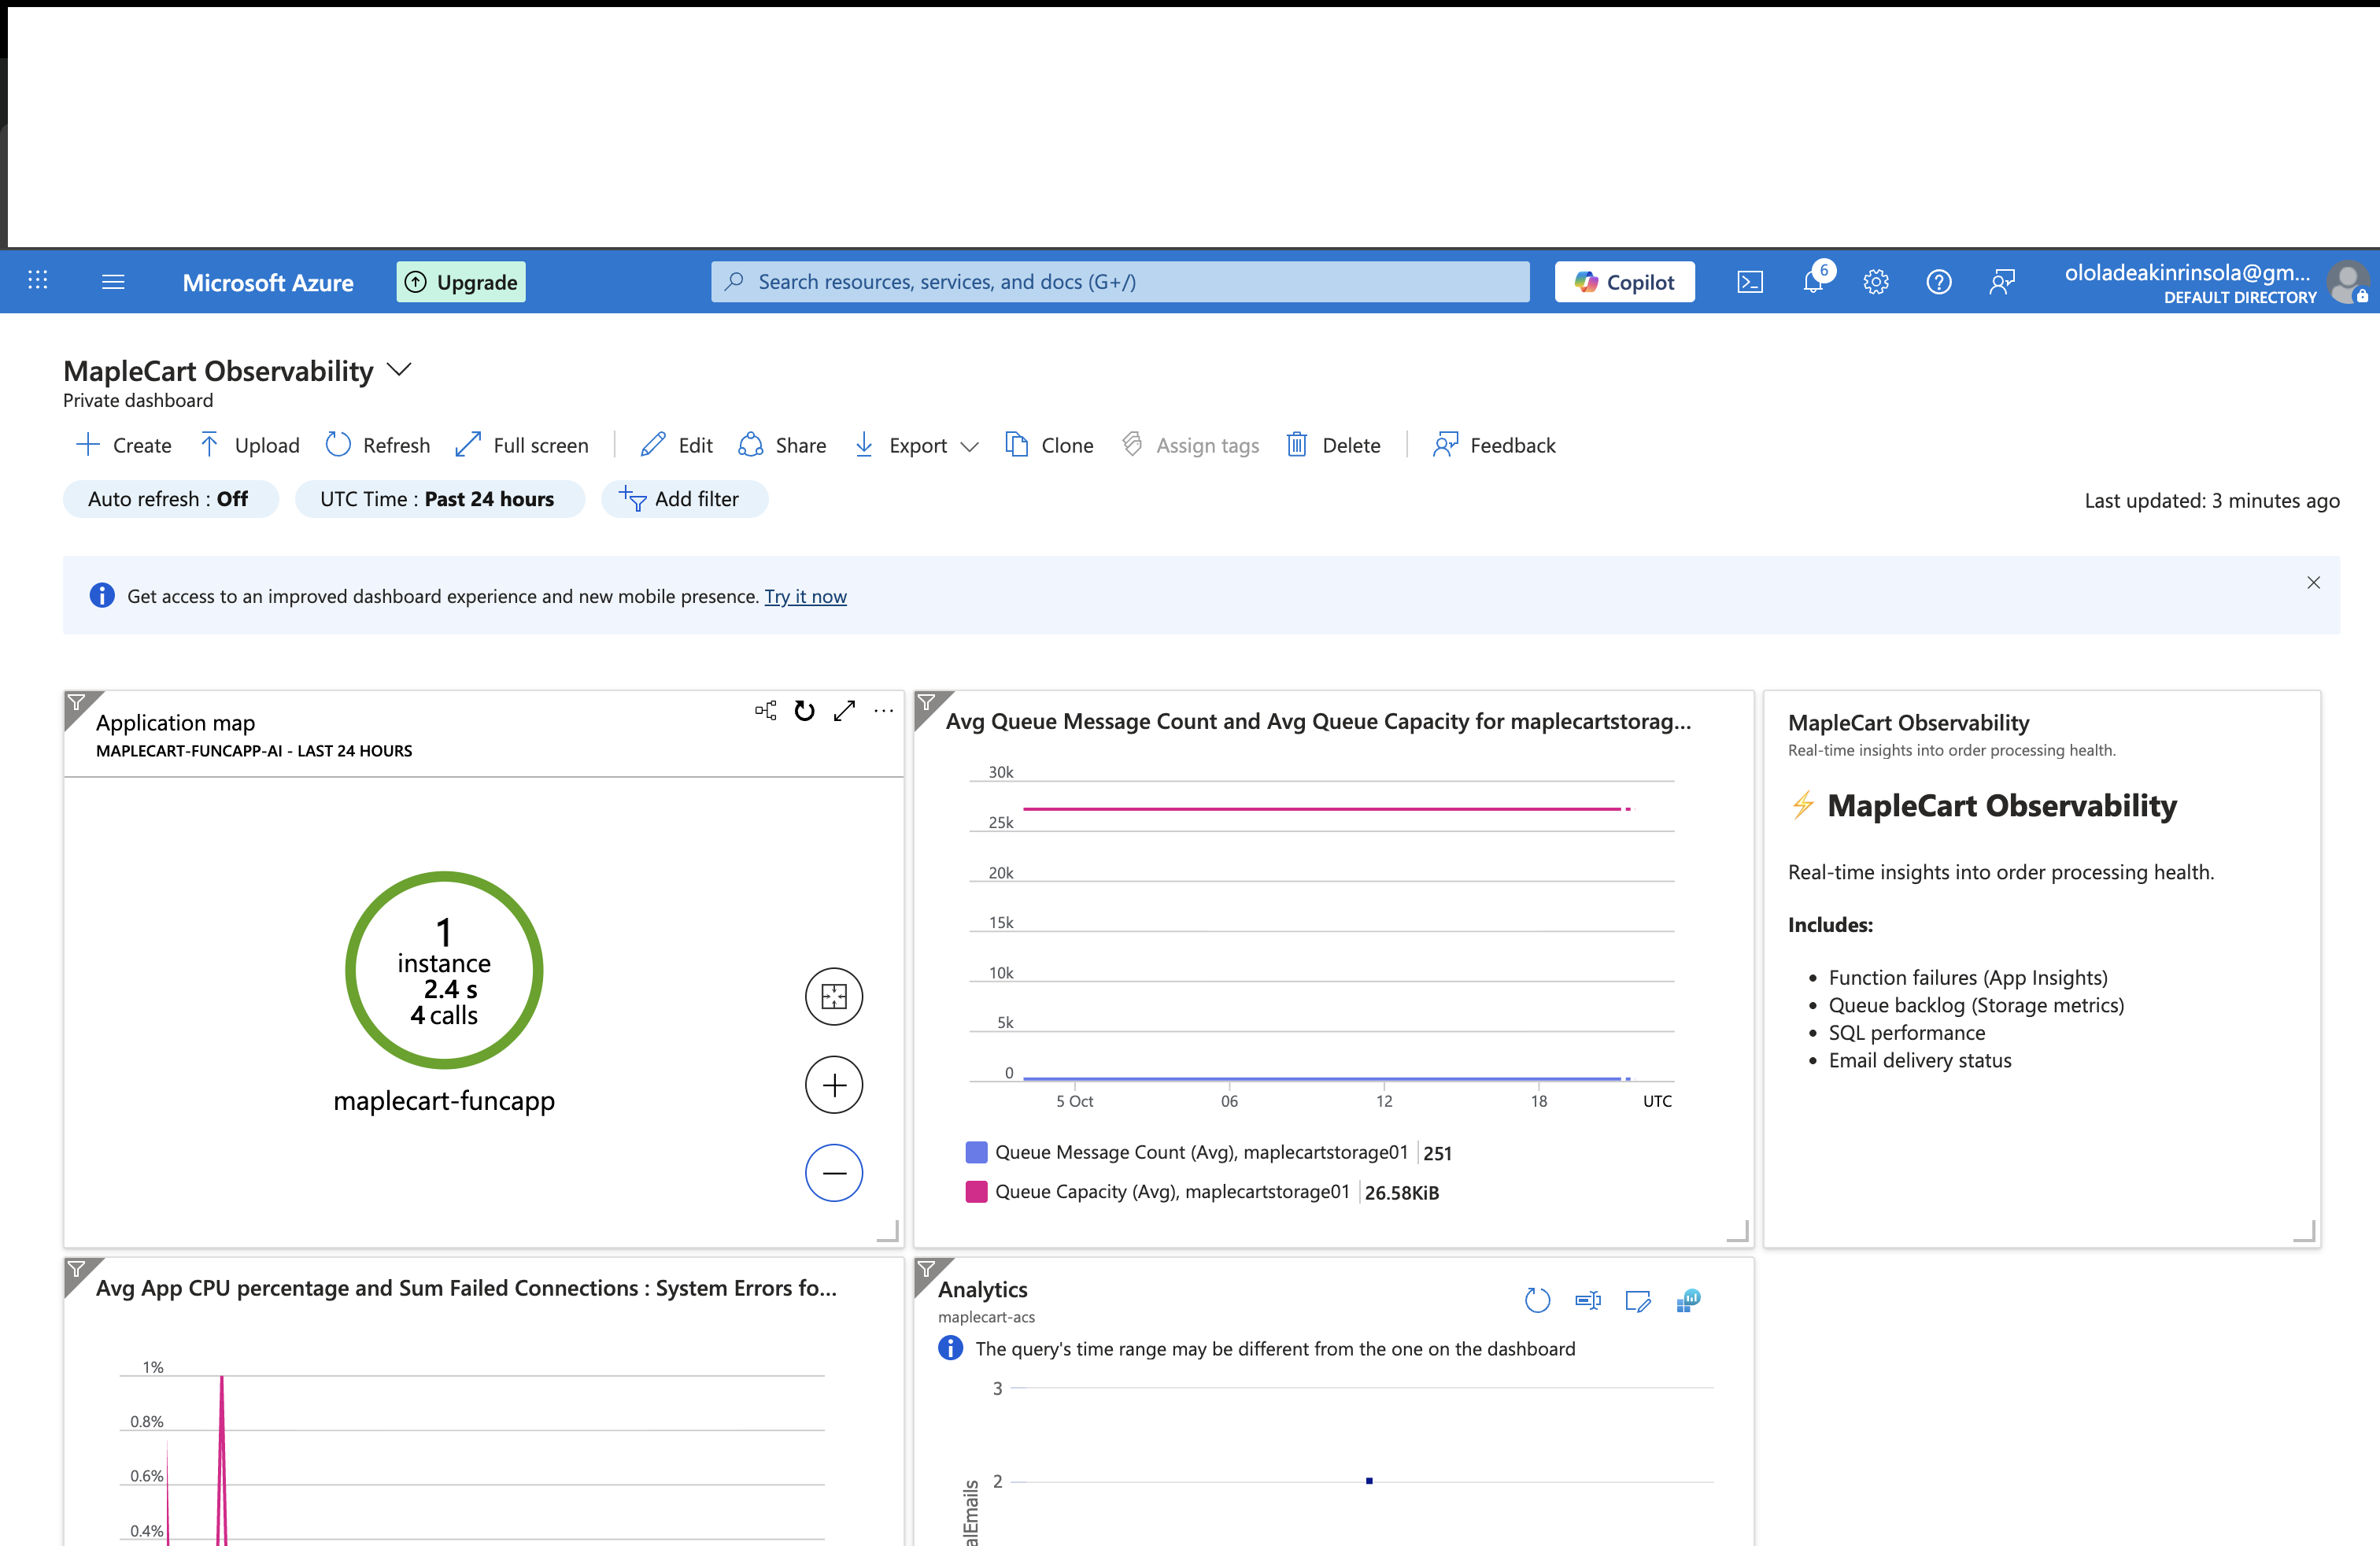 Microsoft Azure
Upgrade
Search resources, services, and docs (G+/)
Copilot
6
ololadeakinrinsola@gm...
DEFAULT DIRECTORY
MapleCart Observability
Private dashboard
Create Upload Refresh Full screen Edit Share Export Clone Assign tags Delete Feedback
Auto refresh : Off UTC Time : Past 24 hours Add filter
Last updated: 3 minutes ago
Get access to an improved dashboard experience and new mobile presence. Try it now
Application map
MAPLECART-FUNCAPP-AI - LAST 24 HOURS
1
instance
2.4 s
4 calls
maplecart-funcapp
Avg Queue Message Count and Avg Queue Capacity for maplecartstorag...
30k
25k
20k
15k
10k
5k
0
5 Oct 06 12 18 UTC
Queue Message Count (Avg), maplecartstorage01 251
Queue Capacity (Avg), maplecartstorage01 26.58KiB
MapleCart Observability
Real-time insights into order processing health.
⚡ MapleCart Observability
Real-time insights into order processing health.
Includes:
• Function failures (App Insights)
• Queue backlog (Storage metrics)
• SQL performance
• Email delivery status
Avg App CPU percentage and Sum Failed Connections : System Errors fo...
1%
0.8%
0.6%
0.4%
Analytics
maplecart-acs
The query's time range may be different from the one on the dashboard
3
2
alEmails